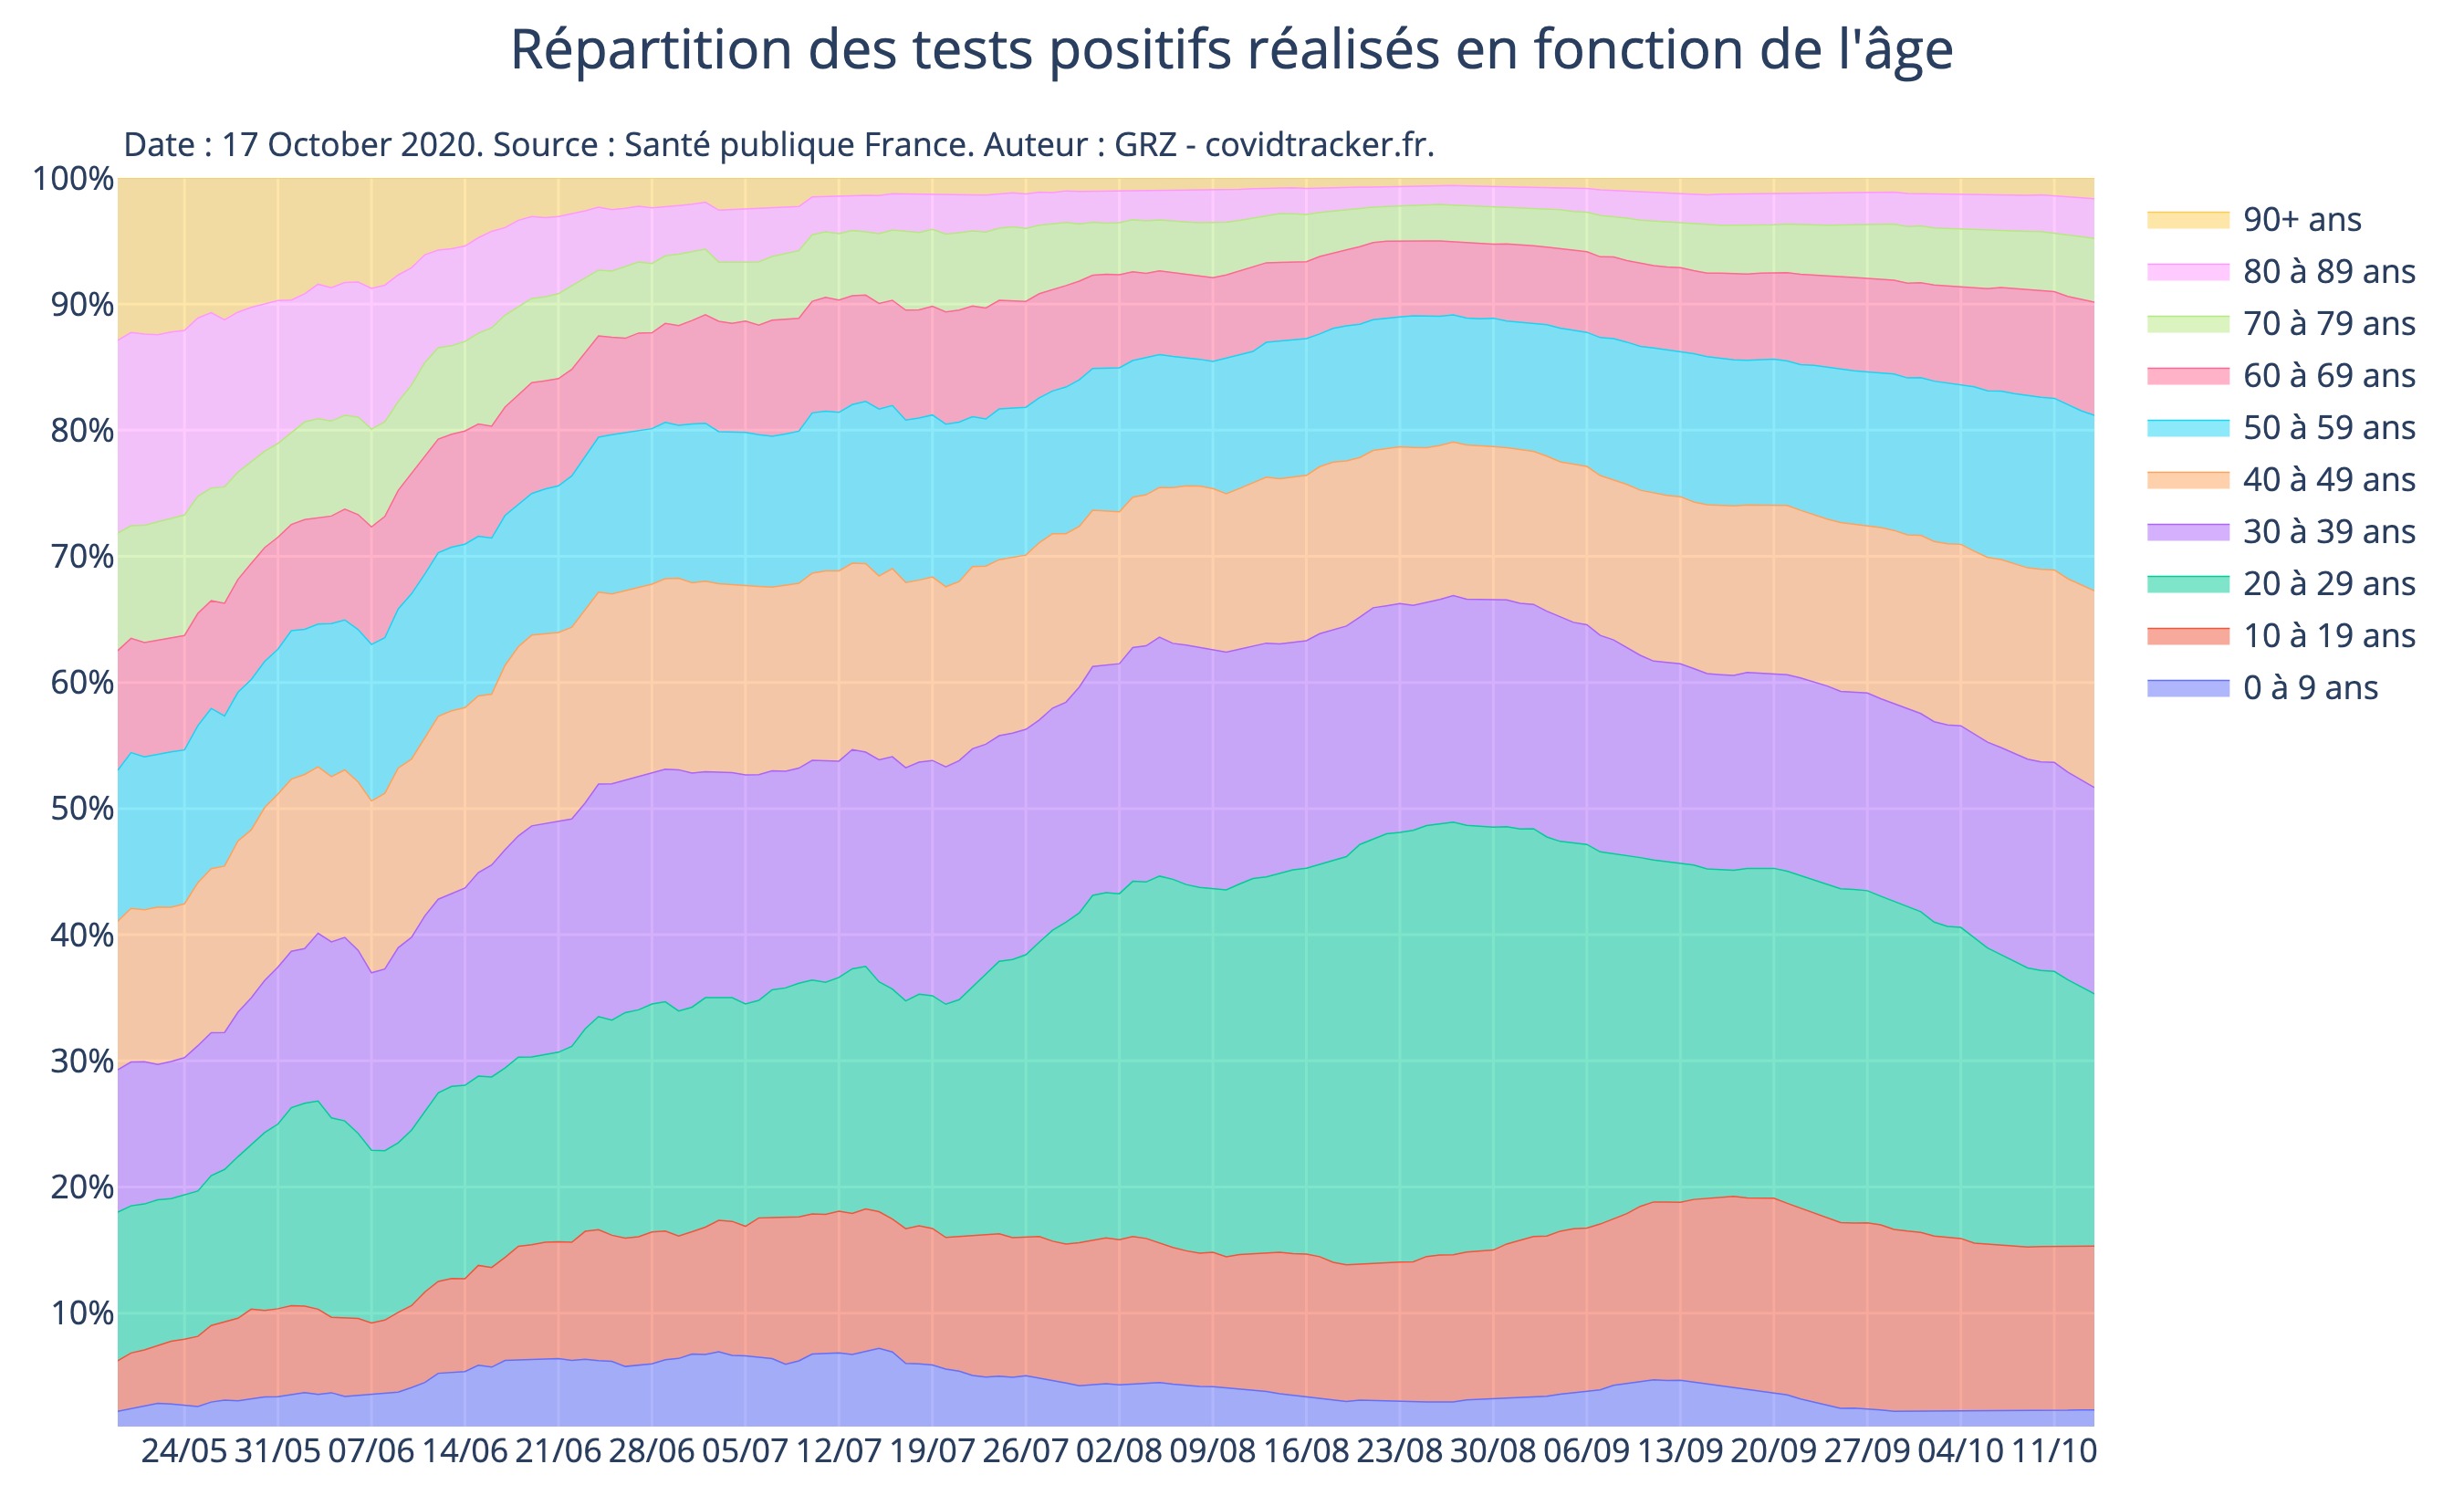 Répartition des tests positifs réalisés en fonction de l'âge
Date : 17 October 2020. Source : Santé publique France. Auteur : GRZ - covidtracker.fr.
100%
90%
80%
70%
60%
50%
40%
30%
20%
10%
24/05 31/05 07/06 14/06 21/06 28/06 05/07 12/07 19/07 26/07 02/08 09/08 16/08 23/08 30/08 06/09 13/09 20/09 27/09 04/10 11/10
90+ ans
80 à 89 ans
70 à 79 ans
60 à 69 ans
50 à 59 ans
40 à 49 ans
30 à 39 ans
20 à 29 ans
10 à 19 ans
0 à 9 ans